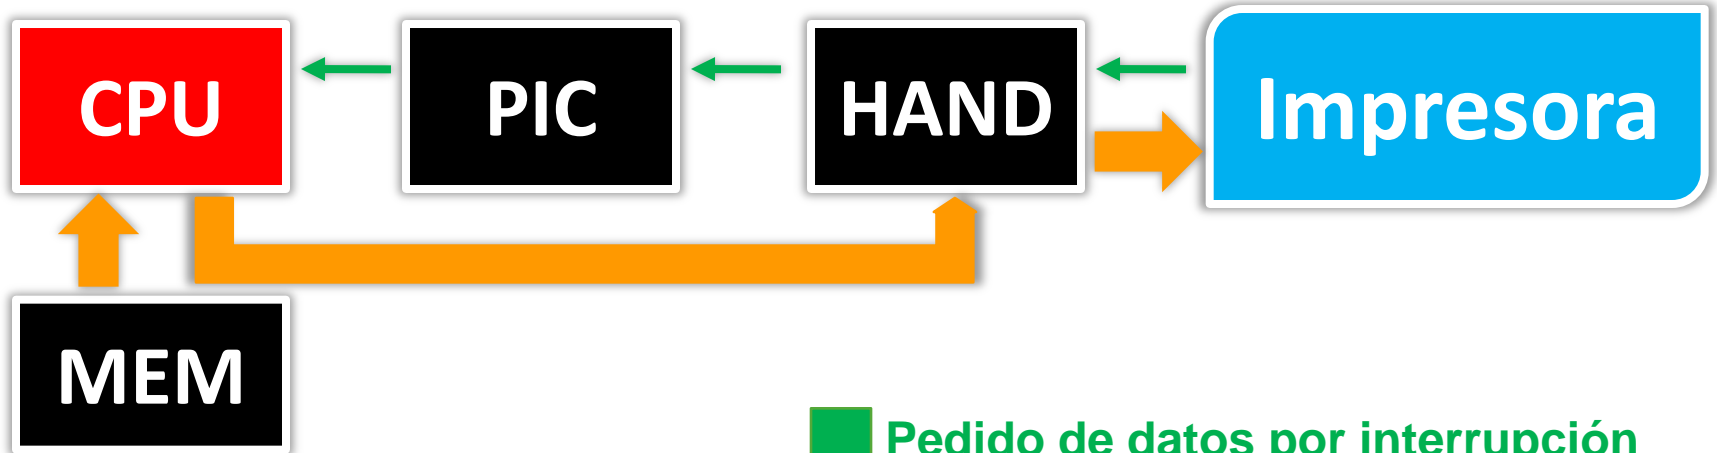 CPU
PIC
HAND
Impresora
MEM
Pedido de datos por interrupción